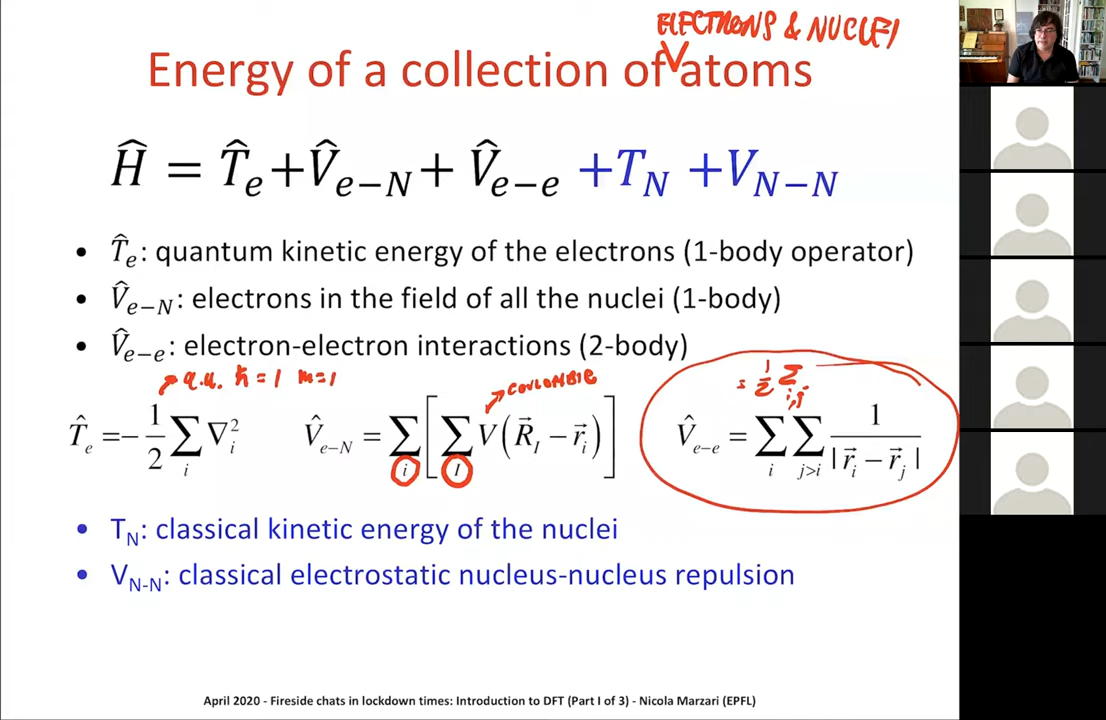 ELECTRONS & NUCLEI
Energy of a collection of atoms
Ĥ = T̂e+V̂e−N+ V̂e−e +TN +VN−N
• T̂e: quantum kinetic energy of the electrons (1-body operator)
• V̂e−N: electrons in the field of all the nuclei (1-body)
• V̂e−e: electron-electron interactions (2-body)
a.u. ħ=1 m=1 COULOMBIC = 1/2 Σ i,j
T̂e =−1/2 Σi ∇i² V̂e−N = Σi [ΣI V(R⃗I − r⃗i)] V̂e−e = Σi Σj>i 1/|r⃗i − r⃗j|
• TN: classical kinetic energy of the nuclei
• VN-N: classical electrostatic nucleus-nucleus repulsion
April 2020 - Fireside chats in lockdown times: Introduction to DFT (Part I of 3) - Nicola Marzari (EPFL)